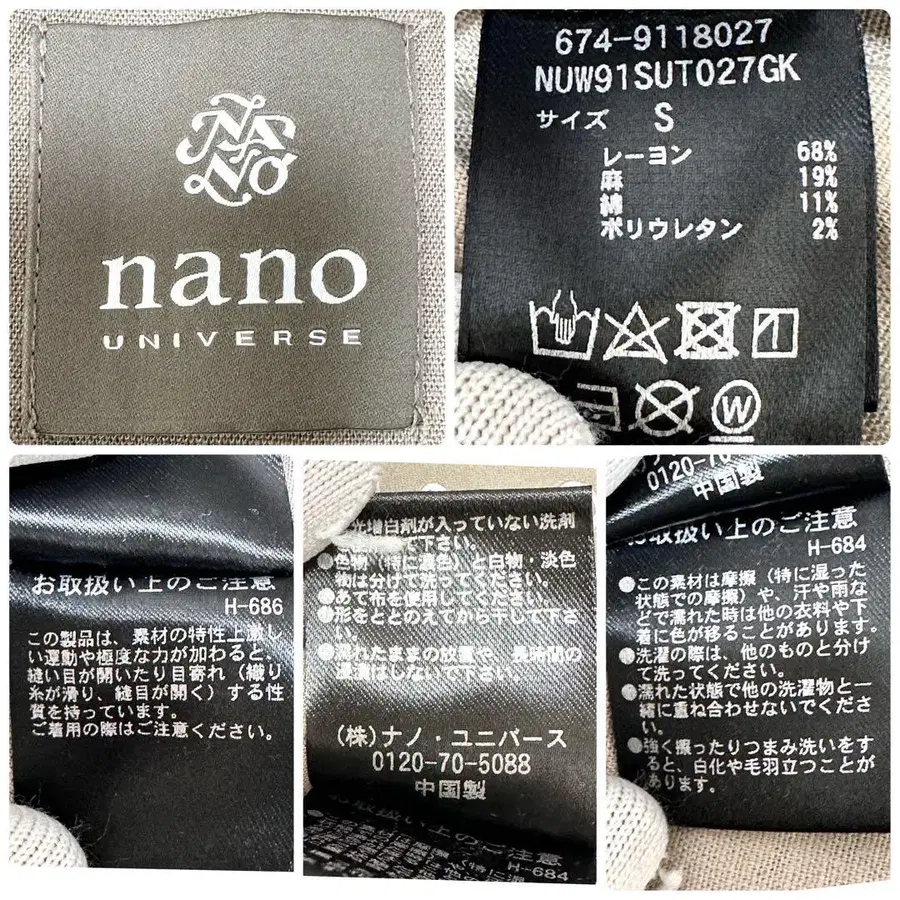 NANO
nano
UNIVERSE
674-9118027
NUW91SUT027GK
サイズ S
レーヨン 68%
麻 19%
綿 11%
ポリウレタン 2%
W
お取扱い上のご注意
H-686
この製品は、素材の特性上激し
い運動や極度な力が加わると、
縫い目が開いたり目寄れ(織り
糸が滑り、縫目が開く)する性
質を持っています。
ご着用の際はご注意ください。
光増白剤が入っていない洗剤
下さい。
●色物(特に濃色)と白物・淡色
物は分けて洗ってください。
●あて布を使用してください。
●形をととのえてから干して下さ
い。
●濡れたままの放置や、長時間の
浸漬はしないで下さい。
(株)ナノ・ユニバース
0120-70-5088
中国製
お取扱い上のご注意
H-684
0120-70
中国製
お取扱い上のご注意
H-684
●この素材は摩擦(特に湿った
状態での摩擦)や、汗や雨な
どで濡れた時は他の衣料や下
着に色が移ることがあります。
●洗濯の際は、他のものと分け
て洗ってください。
●濡れた状態で他の洗濯物と一
緒に重ね合わせないでくださ
い。
●強く擦ったりつまみ洗いをす
ると、白化や毛羽立つことが
あります。